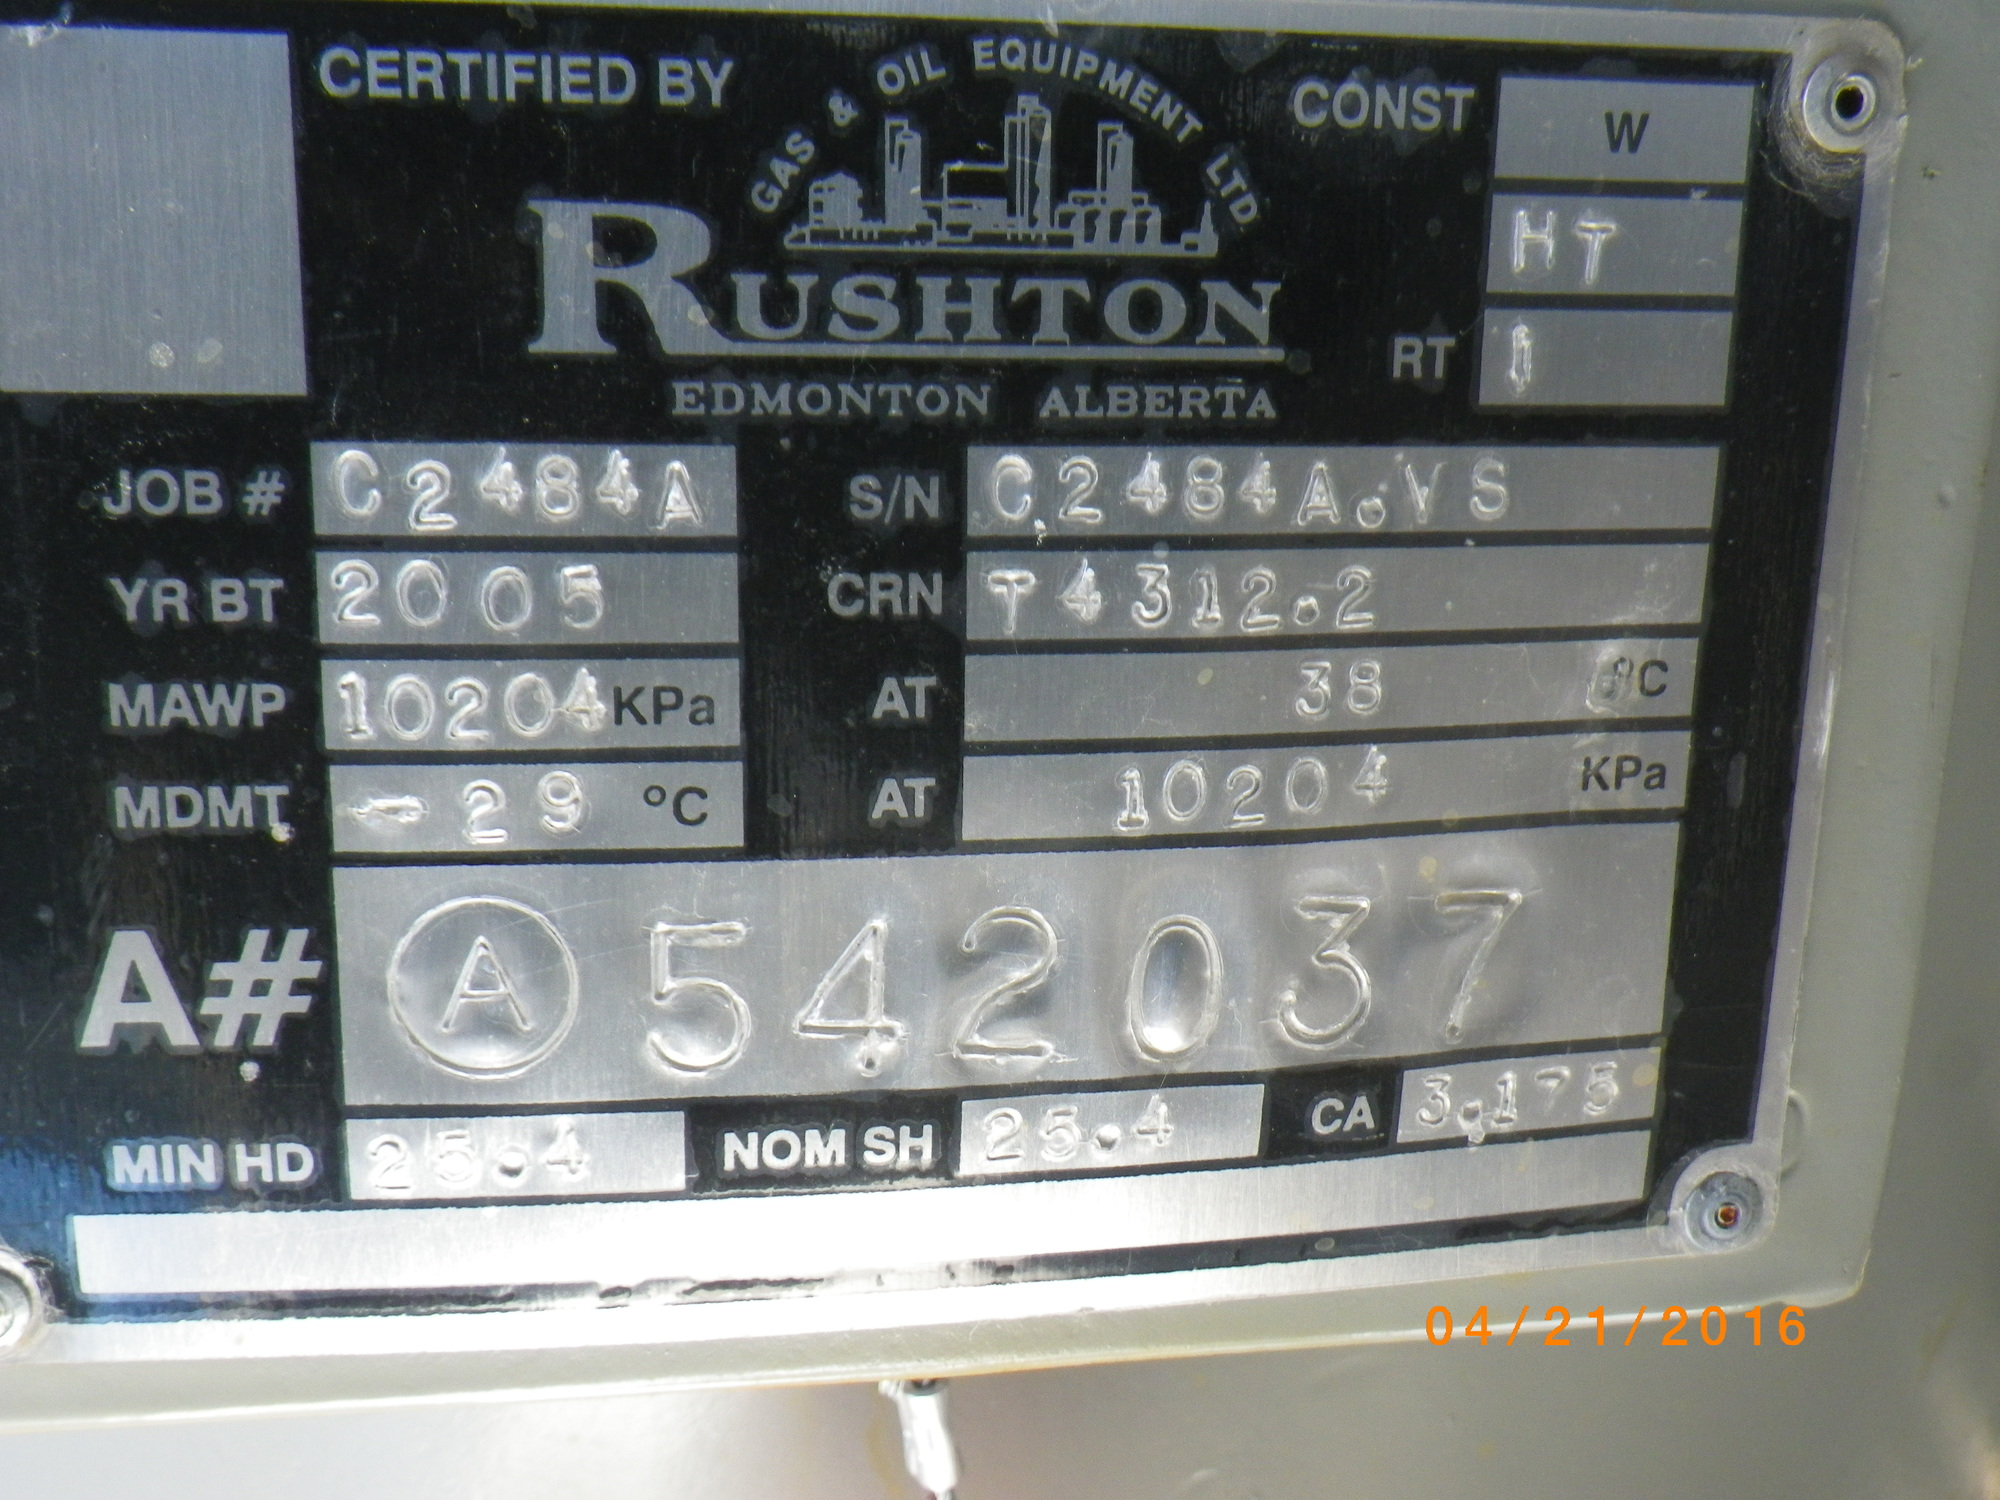 CERTIFIED BY
GAS & OIL EQUIPMENT LTD
RUSHTON
EDMONTON ALBERTA
CONST W
HT
RT 1
JOB # C2484A S/N C2484A.VS
YR BT 2005 CRN T4312.2
MAWP 10204 KPa AT 38 °C
MDMT -29 °C AT 10204 KPa
A# A 542037
MIN HD 25.4 NOM SH 25.4 CA 3.175
04/21/2016